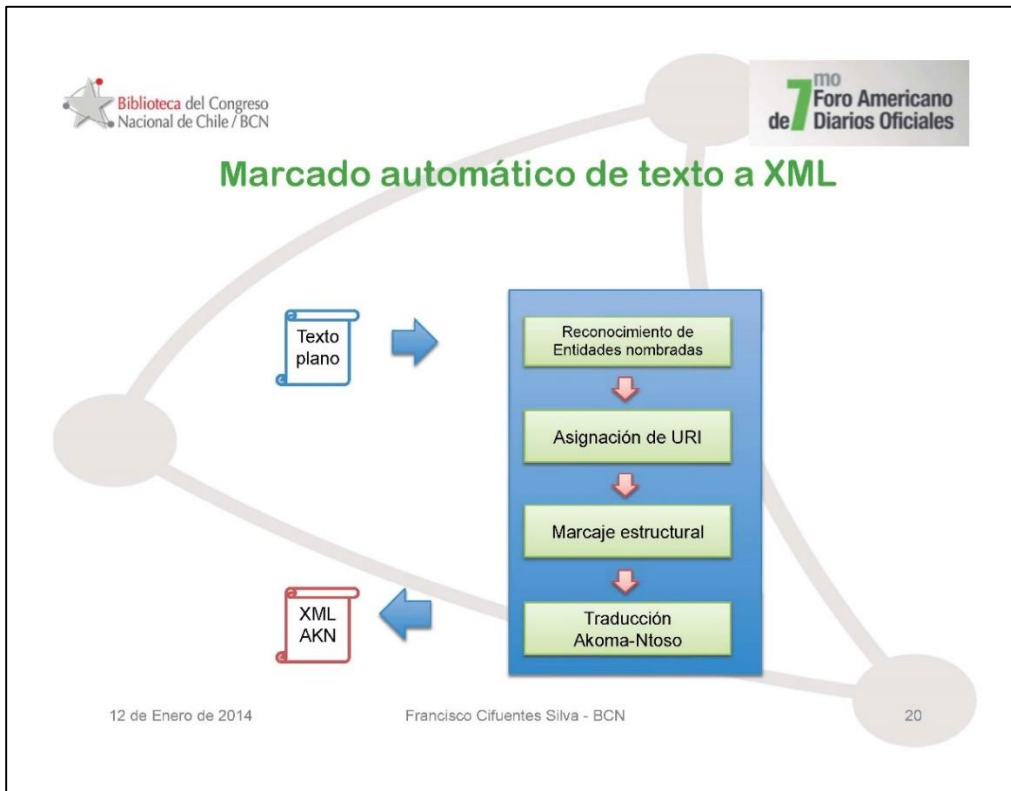 Biblioteca del Congreso
Nacional de Chile / BCN
7mo
Foro Americano
de Diarios Oficiales
Marcado automático de texto a XML
Texto
plano
Reconocimiento de
Entidades nombradas
Asignación de URI
Marcaje estructural
Traducción
Akoma-Ntoso
XML
AKN
12 de Enero de 2014
Francisco Cifuentes Silva - BCN
20